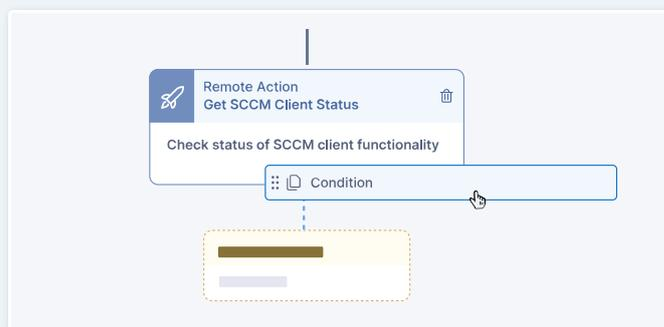 Remote Action
Get SCCM Client Status
Check status of SCCM client functionality
Condition